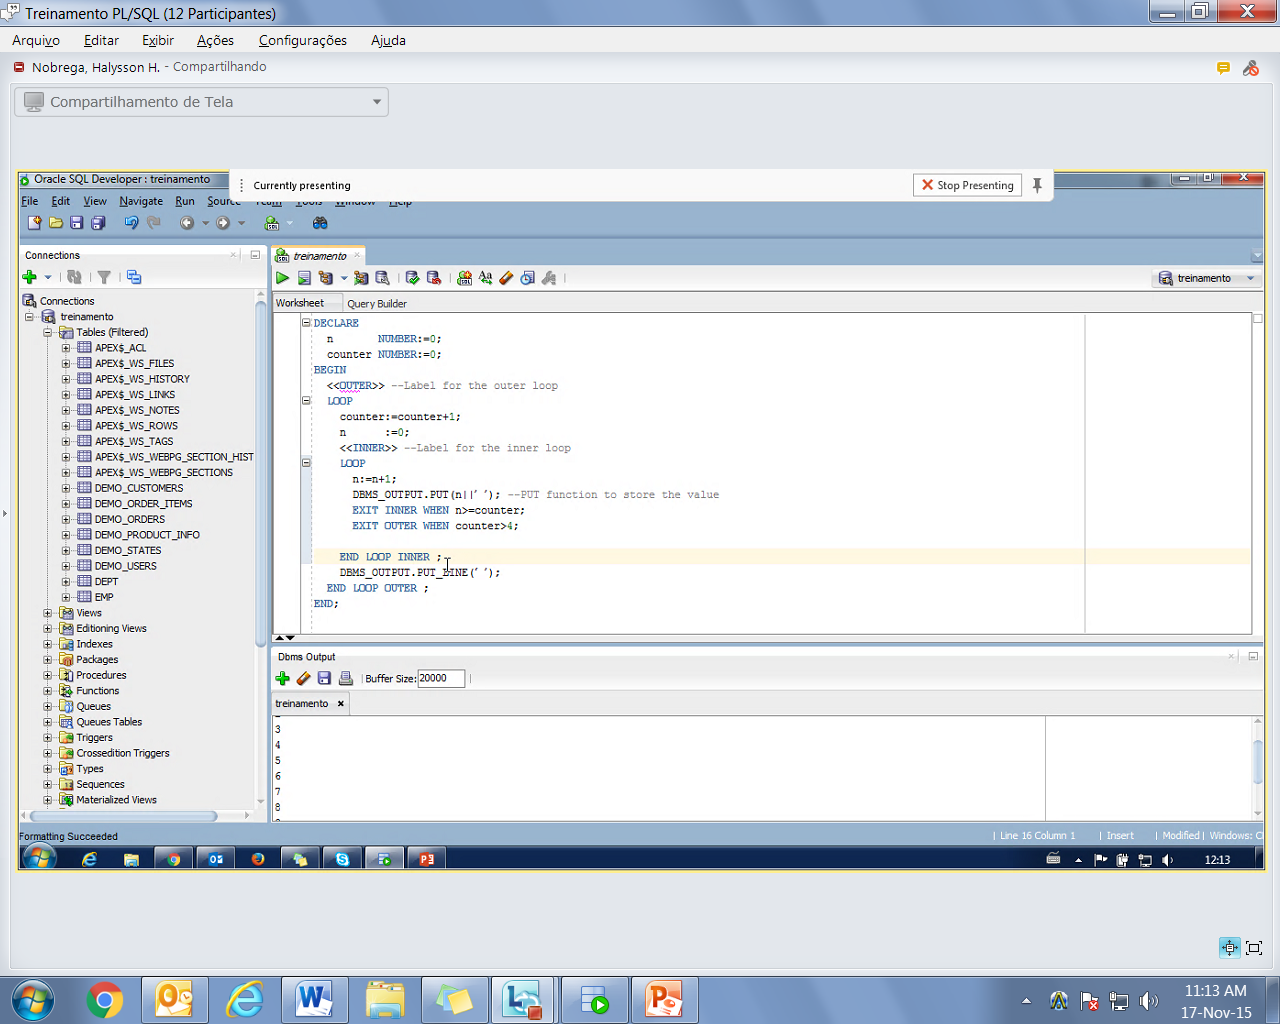 Treinamento PL/SQL (12 Participantes)
Arquivo Editar Exibir Ações Configurações Ajuda
Nobrega, Halysson H. - Compartilhando
Compartilhamento de Tela
Oracle SQL Developer : treinamento
Currently presenting
Stop Presenting
File Edit View Navigate Run Source Team Tools Window Help
Connections
treinamento
treinamento
Worksheet Query Builder
Connections
treinamento
Tables (Filtered)
APEX$_ACL
APEX$_WS_FILES
APEX$_WS_HISTORY
APEX$_WS_LINKS
APEX$_WS_NOTES
APEX$_WS_ROWS
APEX$_WS_TAGS
APEX$_WS_WEBPG_SECTION_HIST
APEX$_WS_WEBPG_SECTIONS
DEMO_CUSTOMERS
DEMO_ORDER_ITEMS
DEMO_ORDERS
DEMO_PRODUCT_INFO
DEMO_STATES
DEMO_USERS
DEPT
EMP
Views
Editioning Views
Indexes
Packages
Procedures
Functions
Queues
Queues Tables
Triggers
Crossedition Triggers
Types
Sequences
Materialized Views
DECLARE
n NUMBER:=0;
counter NUMBER:=0;
BEGIN
<<OUTER>> --Label for the outer loop
LOOP
counter:=counter+1;
n :=0;
<<INNER>> --Label for the inner loop
LOOP
n:=n+1;
DBMS_OUTPUT.PUT(n||' '); --PUT function to store the value
EXIT INNER WHEN n>=counter;
EXIT OUTER WHEN counter>4;
END LOOP INNER ;
DBMS_OUTPUT.PUT_LINE(' ');
END LOOP OUTER ;
END;
Dbms Output
Buffer Size: 20000
treinamento
3
4
5
6
7
8
Formatting Succeeded
Line 16 Column 1 Insert Modified Windows: C
12:13
11:13 AM
17-Nov-15